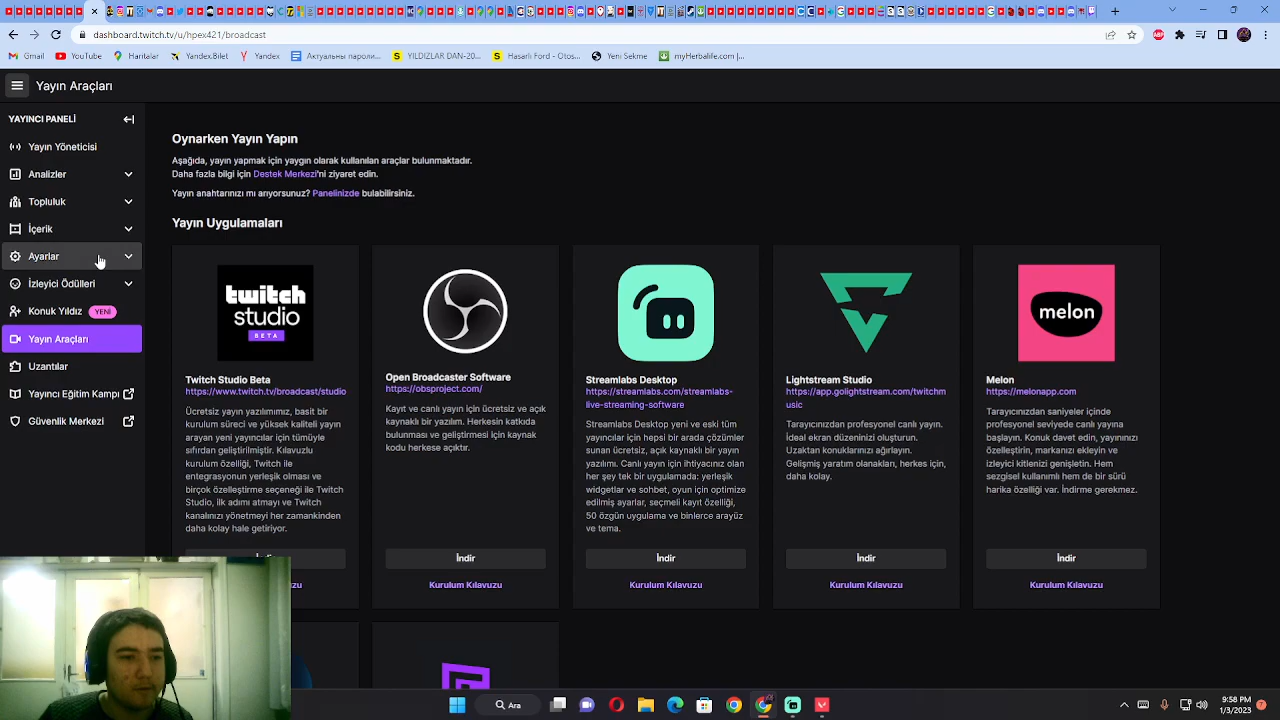 dashboard.twitch.tv/u/hpex421/broadcast
Gmail
YouTube
Haritalar
Yandex.Bilet
Yandex
Актуальны пароли...
YILDIZLAR DAN-20...
Hasarlı Ford - Otos...
Yeni Sekme
myHerbalife.com |...
Yayın Araçları
YAYINCI PANELİ
Yayın Yöneticisi
Analizler
Topluluk
İçerik
Ayarlar
İzleyici Ödülleri
Konuk Yıldız YENİ
Yayın Araçları
Uzantılar
Yayıncı Eğitim Kampı
Güvenlik Merkezi
Oynarken Yayın Yapın
Aşağıda, yayın yapmak için yaygın olarak kullanılan araçlar bulunmaktadır.
Daha fazla bilgi için Destek Merkezi'ni ziyaret edin.
Yayın anahtarınızı mı arıyorsunuz? Panelinizde bulabilirsiniz.
Yayın Uygulamaları
twitch
studio
BETA
Twitch Studio Beta
https://www.twitch.tv/broadcast/studio
Ücretsiz yayın yazılımımız, basit bir
kurulum süreci ve yüksek kaliteli yayın
arayan yeni yayıncılar için tümüyle
sıfırdan geliştirilmiştir. Kılavuzlu
kurulum özelliği, Twitch ile
entegrasyonun yerleşik olması ve
birçok özelleştirme seçeneği ile Twitch
Studio, ilk adımı atmayı ve Twitch
kanalınızı yönetmeyi her zamankinden
daha kolay hale getiriyor.
Open Broadcaster Software
https://obsproject.com/
Kayıt ve canlı yayın için ücretsiz ve açık
kaynaklı bir yazılım. Herkesin katkıda
bulunması ve geliştirmesi için kaynak
kodu herkese açıktır.
İndir
Kurulum Kılavuzu
Streamlabs Desktop
https://streamlabs.com/streamlabs-
live-streaming-software
Streamlabs Desktop yeni ve eski tüm
yayıncılar için hepsi bir arada çözümler
sunan ücretsiz, açık kaynaklı bir yayın
yazılımı. Canlı yayın için ihtiyacınız olan
her şey tek bir uygulamada: yerleşik
widgetlar ve sohbet, oyun için optimize
edilmiş ayarlar, seçmeli kayıt özelliği,
50 özgün uygulama ve binlerce arayüz
ve tema.
İndir
Kurulum Kılavuzu
Lightstream Studio
https://app.golightstream.com/twitchm
usic
Tarayıcınızdan profesyonel canlı yayın.
İdeal ekran düzeninizi oluşturun.
Uzaktan konuklarınızı ağırlayın.
Gelişmiş yaratım olanakları, herkes için,
daha kolay.
İndir
Kurulum Kılavuzu
melon
Melon
https://melonapp.com
Tarayıcınızdan saniyeler içinde
profesyonel seviyede canlı yayına
başlayın. Konuk davet edin, yayınınızı
özelleştirin, markanızı ekleyin ve
izleyici kitlenizi genişletin. Hem
sezgisel kullanımlı hem de bir sürü
harika özelliği var. İndirme gerekmez.
İndir
Kurulum Kılavuzu
Ara
9:58 PM
1/3/2023